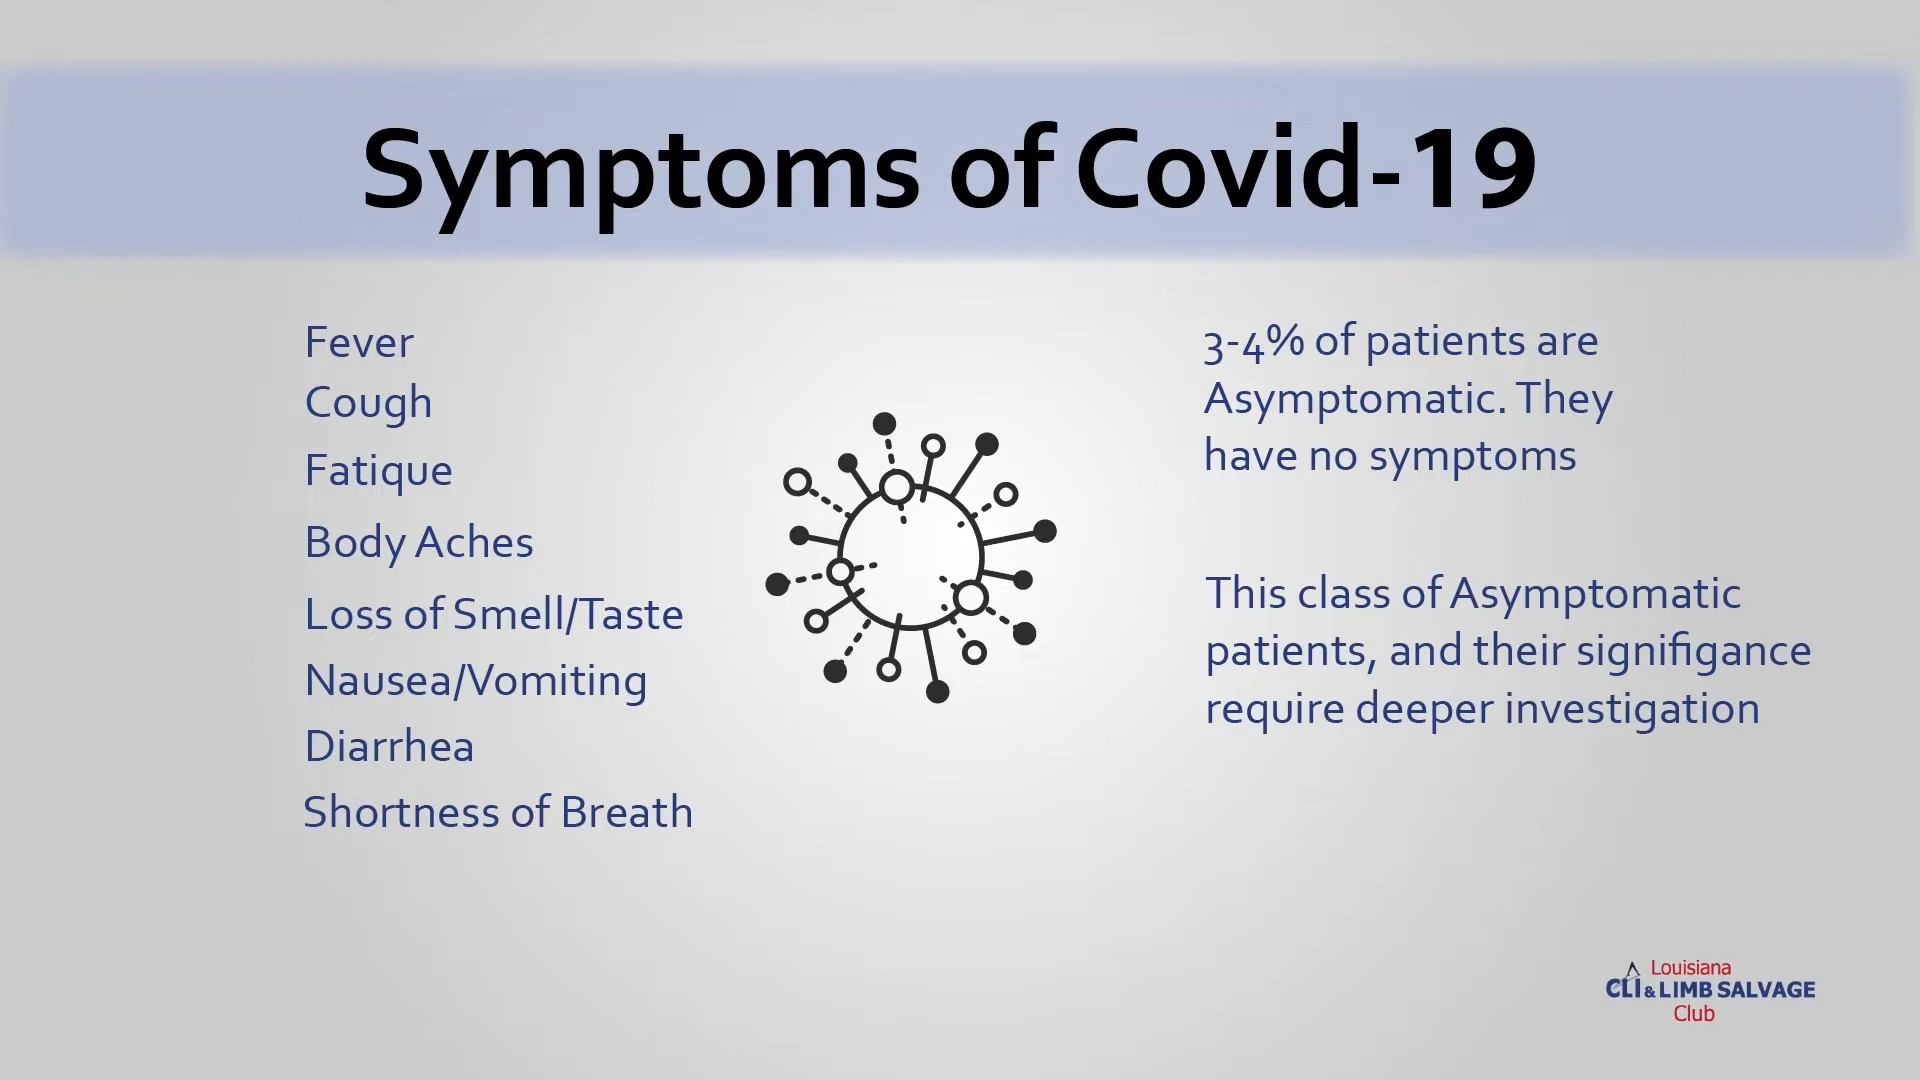 Symptoms of Covid-19
Fever
Cough
Fatique
Body Aches
Loss of Smell/Taste
Nausea/Vomiting
Diarrhea
Shortness of Breath
3-4% of patients are
Asymptomatic. They
have no symptoms
This class of Asymptomatic
patients, and their signifigance
require deeper investigation
Louisiana
CLI & LIMB SALVAGE
Club